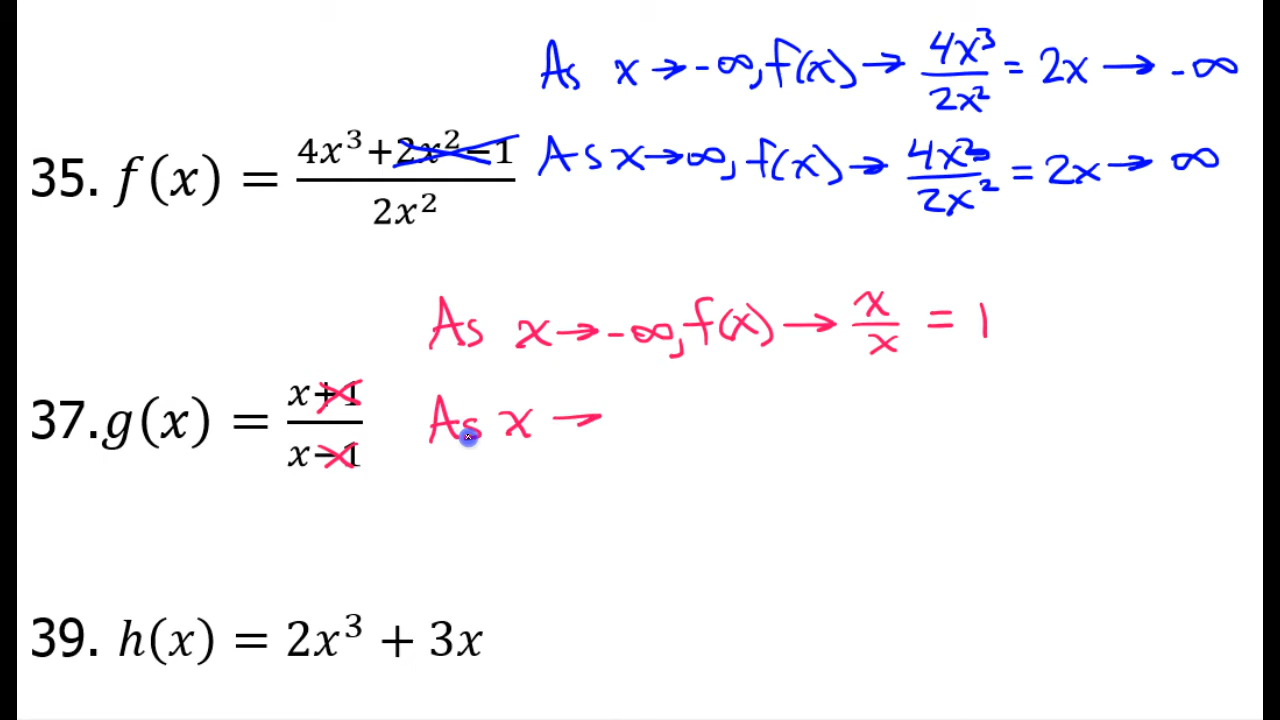 As x → -∞, f(x) → 4x³/2x² = 2x → -∞
35. f(x) = (4x³+2x²−1)/2x²
As x→∞, f(x) → 4x³/2x² = 2x → ∞
As x → -∞, f(x) → x/x = 1
37. g(x) = (x+1)/(x−1)
As x →
39. h(x) = 2x³ + 3x